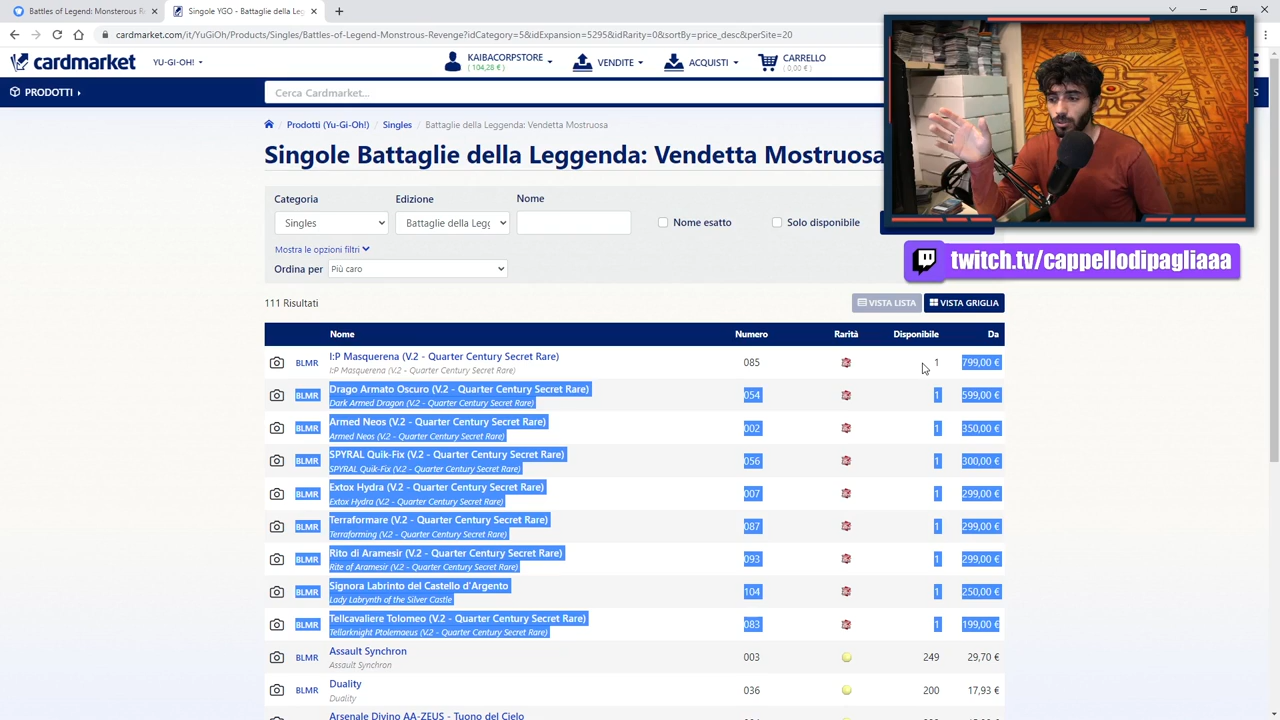 Battles of Legend: Monsterous R
Singole YGO - Battaglie della Leg
cardmarket.com/it/YuGiOh/Products/Singles/Battles-of-Legend-Monstrous-Revenge?idCategory=5&idExpansion=5295&idRarity=0&sortBy=price_desc&perSite=20
cardmarket
YU-GI-OH!
KAIBACORPSTORE
( 104,28 € )
VENDITE
ACQUISTI
CARRELLO
( 0,00 € )
PRODOTTI
Cerca Cardmarket...
S
Prodotti (Yu-Gi-Oh!)
Singles
Battaglie della Leggenda: Vendetta Mostruosa
Singole Battaglie della Leggenda: Vendetta Mostruosa
Categoria
Edizione
Nome
Singles
Battaglie della Legg
Nome esatto
Solo disponibile
Mostra le opzioni filtri
Ordina per
Più caro
twitch.tv/cappellodipagliaaa
111 Risultati
VISTA LISTA
VISTA GRIGLIA
Nome Numero Rarità Disponibile Da
BLMR I:P Masquerena (V.2 - Quarter Century Secret Rare) 085 1 799,00 €
I:P Masquerena (V.2 - Quarter Century Secret Rare)
BLMR Drago Armato Oscuro (V.2 - Quarter Century Secret Rare) 054 1 599,00 €
Dark Armed Dragon (V.2 - Quarter Century Secret Rare)
BLMR Armed Neos (V.2 - Quarter Century Secret Rare) 002 1 350,00 €
Armed Neos (V.2 - Quarter Century Secret Rare)
BLMR SPYRAL Quik-Fix (V.2 - Quarter Century Secret Rare) 056 1 300,00 €
SPYRAL Quik-Fix (V.2 - Quarter Century Secret Rare)
BLMR Extox Hydra (V.2 - Quarter Century Secret Rare) 007 1 299,00 €
Extox Hydra (V.2 - Quarter Century Secret Rare)
BLMR Terraformare (V.2 - Quarter Century Secret Rare) 087 1 299,00 €
Terraforming (V.2 - Quarter Century Secret Rare)
BLMR Rito di Aramesir (V.2 - Quarter Century Secret Rare) 093 1 299,00 €
Rite of Aramesir (V.2 - Quarter Century Secret Rare)
BLMR Signora Labrinto del Castello d'Argento 104 1 250,00 €
Lady Labrynth of the Silver Castle
BLMR Tellcavaliere Tolomeo (V.2 - Quarter Century Secret Rare) 083 1 199,00 €
Tellarknight Ptolemaeus (V.2 - Quarter Century Secret Rare)
BLMR Assault Synchron 003 249 29,70 €
Assault Synchron
BLMR Duality 036 200 17,93 €
Duality
Arsenale Divino AA-ZEUS - Tuono del Cielo